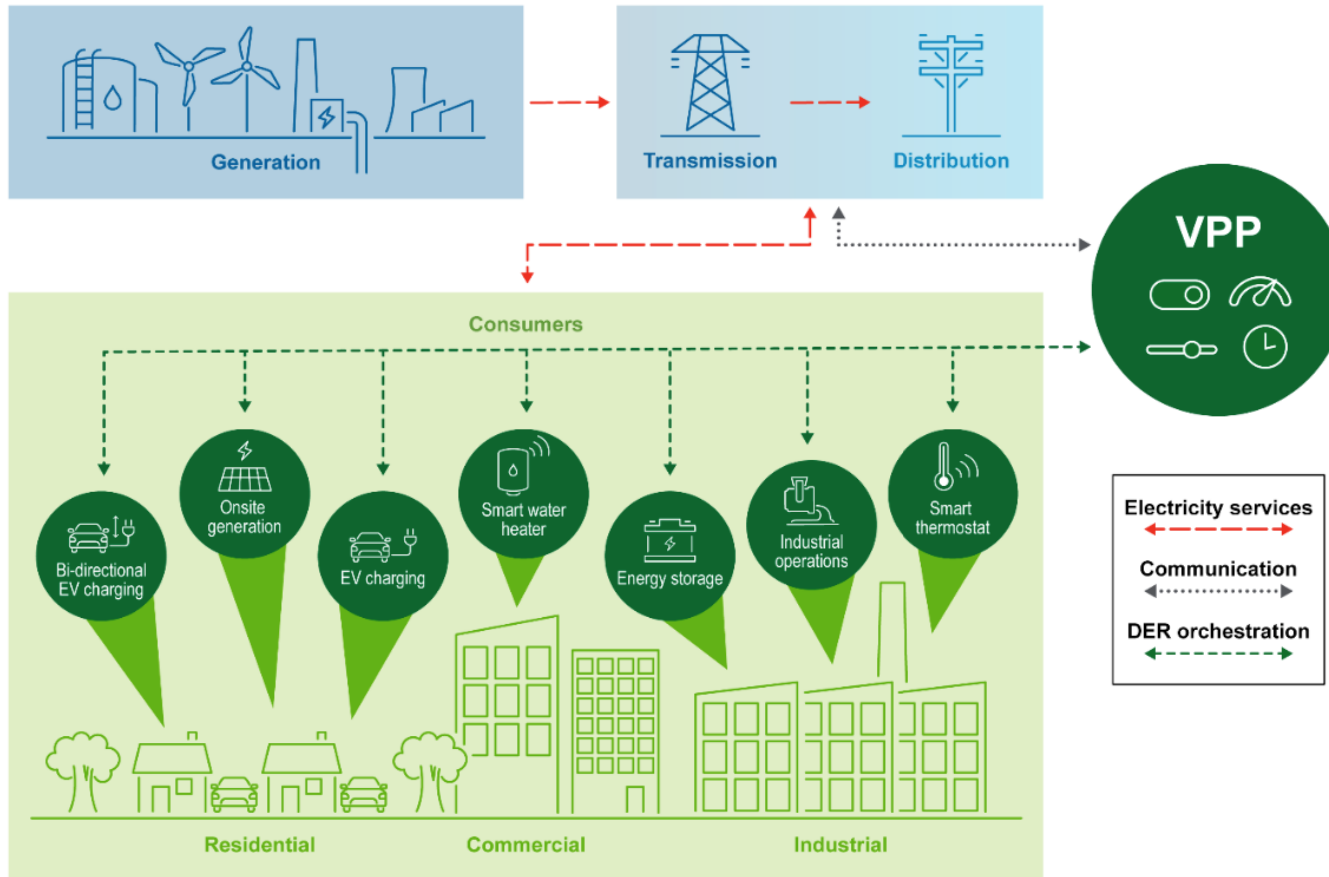 Generation
Transmission
Distribution
VPP
Consumers
Bi-directional
EV charging
Onsite
generation
EV charging
Smart water
heater
Energy storage
Industrial
operations
Smart
thermostat
Residential
Commercial
Industrial
Electricity services
Communication
DER orchestration